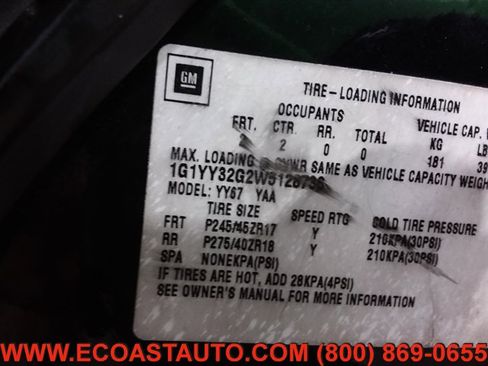 GM
TIRE-LOADING INFORMATION
OCCUPANTS VEHICLE CAP. W
FRT. CTR. RR. TOTAL KG LB
2 0 0 181 39
MAX. LOADING SAME AS VEHICLE CAPACITY WEIGH
MODEL: YY67 YAA
TIRE SIZE SPEED RTG COLD TIRE PRESSURE
FRT P245/45ZR17 Y 210KPA(30PSI)
RR P275/40ZR18 Y 210KPA(30PSI)
SPA NONEKPA(PSI)
IF TIRES ARE HOT, ADD 28KPA(4PSI)
SEE OWNER'S MANUAL FOR MORE INFORMATION
WWW.ECOASTAUTO.COM (800) 869-0655